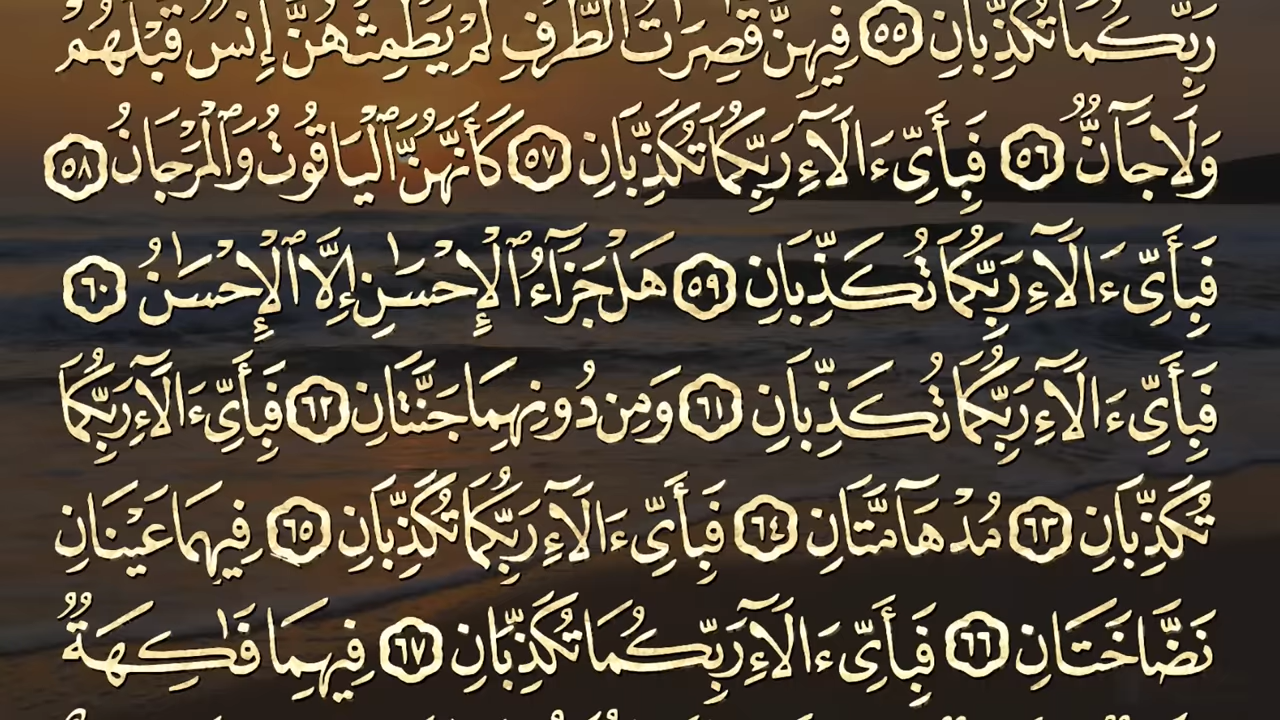 رَبِّكُمَا تُكَذِّبَانِ ٥٥ فِيهِنَّ قَٰصِرَٰتُ ٱلطَّرْفِ لَمْ يَطْمِثْهُنَّ إِنسٌ قَبْلَهُمْ
وَلَا جَآنٌّ ٥٦ فَبِأَيِّ ءَالَآءِ رَبِّكُمَا تُكَذِّبَانِ ٥٧ كَأَنَّهُنَّ ٱلْيَاقُوتُ وَٱلْمَرْجَانُ ٥٨
فَبِأَيِّ ءَالَآءِ رَبِّكُمَا تُكَذِّبَانِ ٥٩ هَلْ جَزَآءُ ٱلْإِحْسَٰنِ إِلَّا ٱلْإِحْسَٰنُ ٦٠
فَبِأَيِّ ءَالَآءِ رَبِّكُمَا تُكَذِّبَانِ ٦١ وَمِن دُونِهِمَا جَنَّتَانِ ٦٢ فَبِأَيِّ ءَالَآءِ رَبِّكُمَا
تُكَذِّبَانِ ٦٣ مُدْهَآمَّتَانِ ٦٤ فَبِأَيِّ ءَالَآءِ رَبِّكُمَا تُكَذِّبَانِ ٦٥ فِيهِمَا عَيْنَانِ
نَضَّاخَتَانِ ٦٦ فَبِأَيِّ ءَالَآءِ رَبِّكُمَا تُكَذِّبَانِ ٦٧ فِيهِمَا فَٰكِهَةٌ